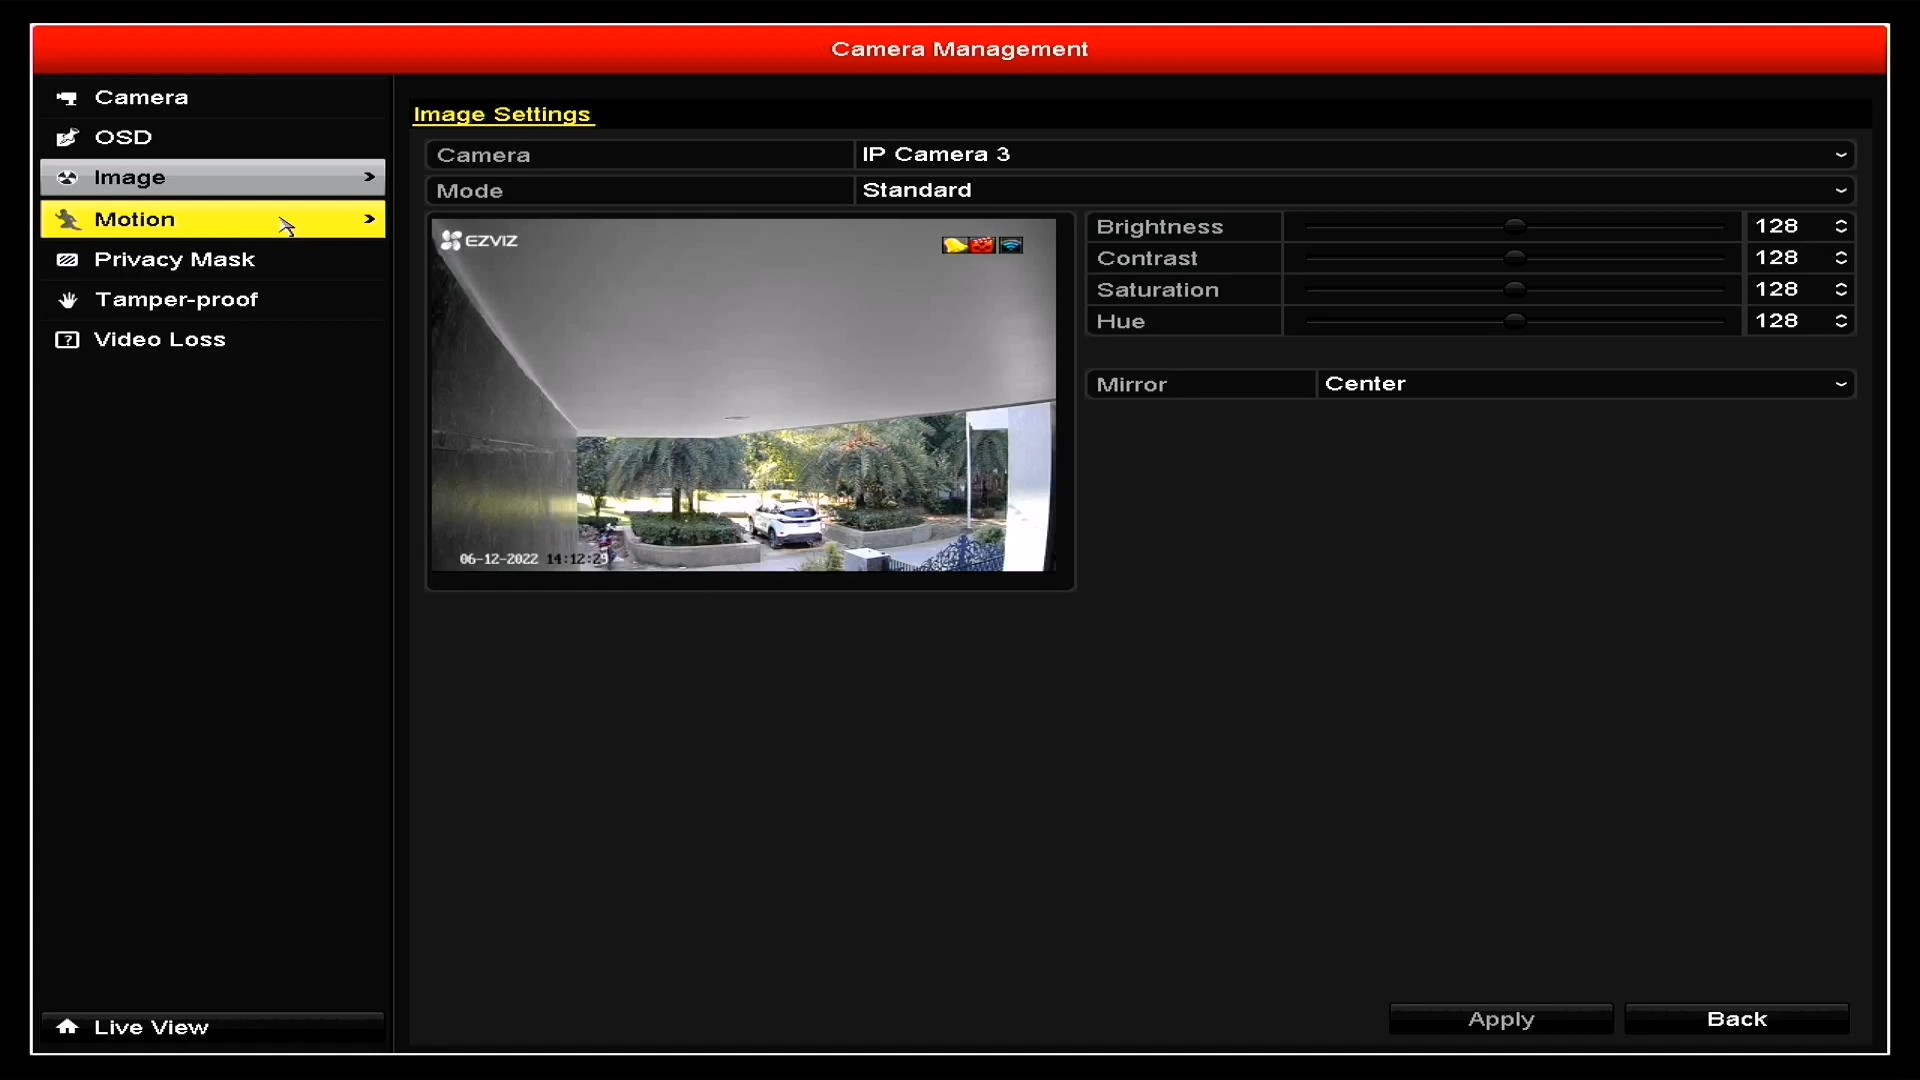 Camera Management
Camera
OSD
Image >
Motion >
Privacy Mask
Tamper-proof
? Video Loss
Live View
Image Settings
Camera IP Camera 3
Mode Standard
EZVIZ
06-12-2022 14:12:29
Brightness 128
Contrast 128
Saturation 128
Hue 128
Mirror Center
Apply Back